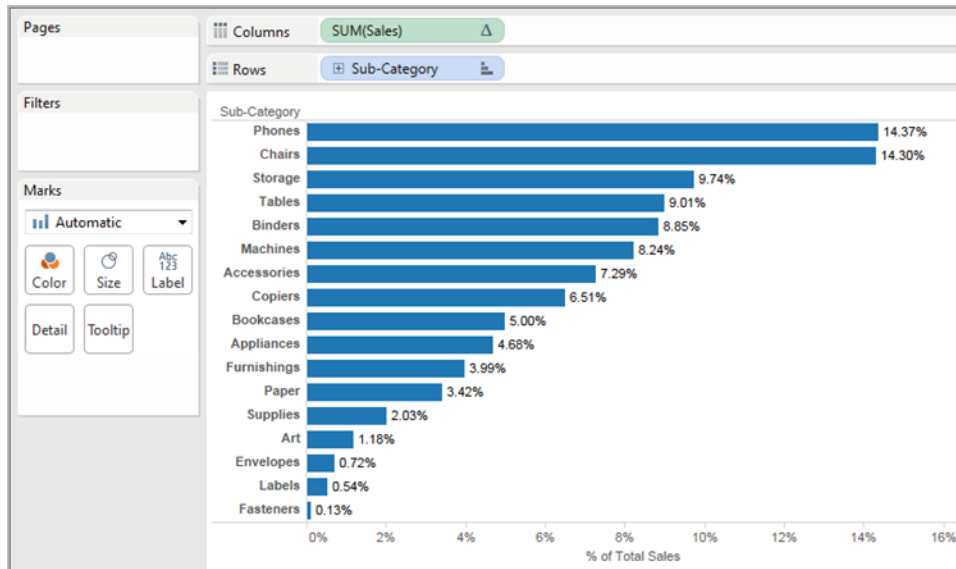 Pages
Columns
SUM(Sales) Δ
Rows
Sub-Category
Filters
Marks
Automatic
Color
Size
Abc
123
Label
Detail
Tooltip
Sub-Category
Phones 14.37%
Chairs 14.30%
Storage 9.74%
Tables 9.01%
Binders 8.85%
Machines 8.24%
Accessories 7.29%
Copiers 6.51%
Bookcases 5.00%
Appliances 4.68%
Furnishings 3.99%
Paper 3.42%
Supplies 2.03%
Art 1.18%
Envelopes 0.72%
Labels 0.54%
Fasteners 0.13%
0% 2% 4% 6% 8% 10% 12% 14% 16%
% of Total Sales